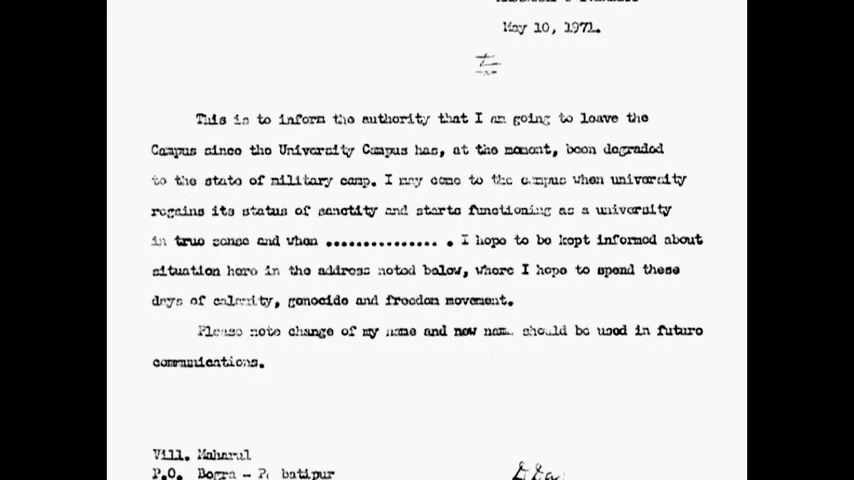 May 10, 1971.
This is to inform the authority that I am going to leave the
Campus since the University Campus has, at the moment, been degraded
to the state of military camp. I may come to the campus when university
regains its status of sanctity and starts functioning as a university
in true sense and when ................ . I hope to be kept informed about
situation here in the address noted below, where I hope to spend these
days of calamity, genocide and freedom movement.
Please note change of my name and new name should be used in future
communications.
Vill. Maharul
P.O. Bogra -